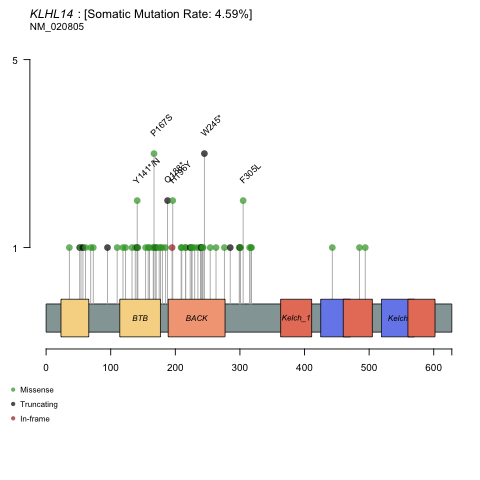 KLHL14 : [Somatic Mutation Rate: 4.59%]
NM_020805
5
P167S
W245*
Y141*/N
H196Y
F305L
1
BTB
BACK
Kelch_1
Kelch
0 100 200 300 400 500 600
Missense
Truncating
In-frame